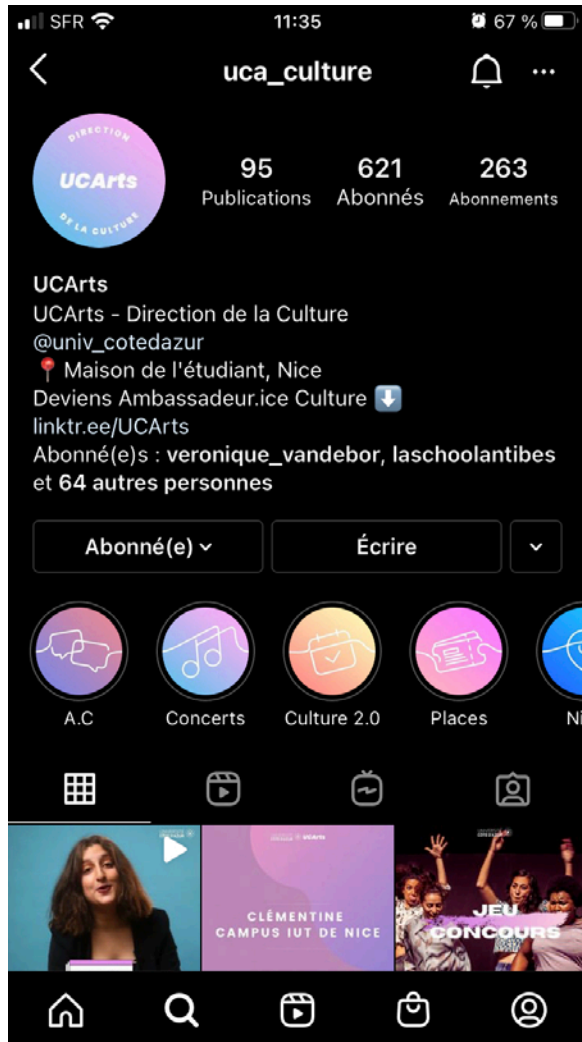 SFR 11:35 67 %
uca_culture
DIRECTION
UCArts
DE LA CULTURE
95 621 263
Publications Abonnés Abonnements
UCArts
UCArts - Direction de la Culture
@univ_cotedazur
Maison de l'étudiant, Nice
Deviens Ambassadeur.ice Culture
linktr.ee/UCArts
Abonné(e)s : veronique_vandebor, laschoolantibes
et 64 autres personnes
Abonné(e) Écrire
A.C Concerts Culture 2.0 Places Ni
UCArts
CLÉMENTINE
CAMPUS IUT DE NICE
JEU
CONCOURS